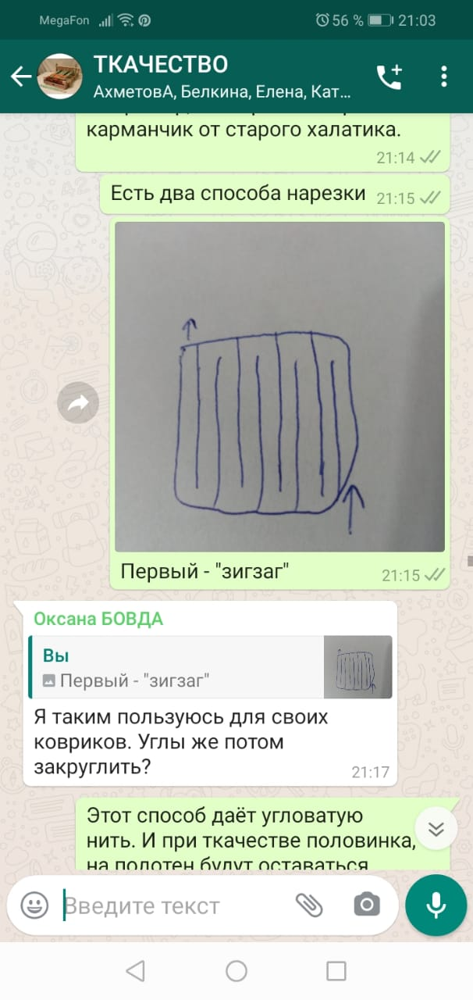 MegaFon 56 % 21:03
ТКАЧЕСТВО
АхметовА, Белкина, Елена, Кат...
карманчик от старого халатика.
21:14
Есть два способа нарезки 21:15
Первый - "зигзаг" 21:15
Оксана БОВДА
Вы
Первый - "зигзаг"
Я таким пользуюсь для своих
ковриков. Углы же потом
закруглить?
21:17
Этот способ даёт угловатую
нить. И при ткачестве половинка,
на полотен будут оставаться
Введите текст